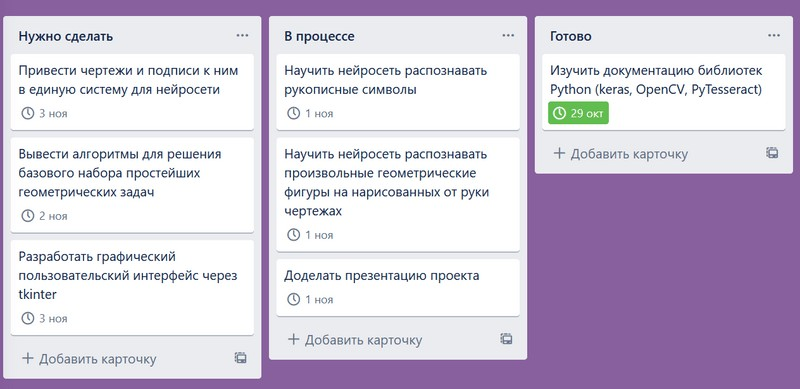 Нужно сделать
Привести чертежи и подписи к ним
в единую систему для нейросети
3 ноя
Вывести алгоритмы для решения
базового набора простейших
геометрических задач
2 ноя
Разработать графический
пользовательский интерфейс через
tkinter
3 ноя
+ Добавить карточку
В процессе
Научить нейросеть распознавать
рукописные символы
1 ноя
Научить нейросеть распознавать
произвольные геометрические
фигуры на нарисованных от руки
чертежах
1 ноя
Доделать презентацию проекта
1 ноя
+ Добавить карточку
Готово
Изучить документацию библиотек
Python (keras, OpenCV, PyTesseract)
29 окт
+ Добавить карточку